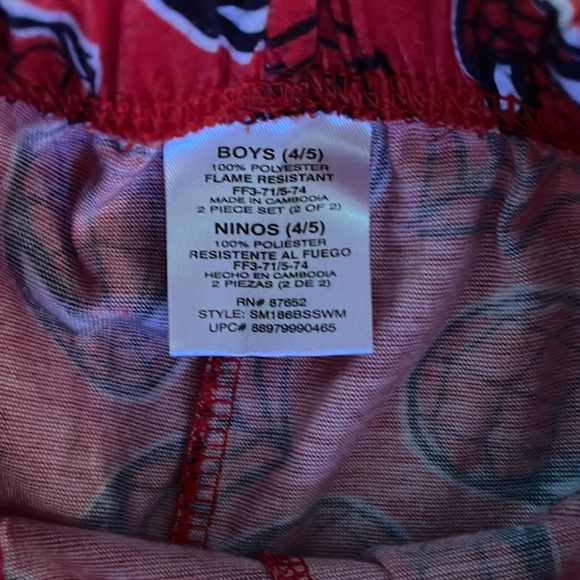 BOYS (4/5)
100% POLYESTER
FLAME RESISTANT
FF3-71/5-74
MADE IN CAMBODIA
2 PIECE SET (2 OF 2)
NINOS (4/5)
100% POLIÉSTER
RESISTENTE AL FUEGO
FF3-71/5-74
HECHO EN CAMBODIA
2 PIEZAS (2 DE 2)
RN# 87652
STYLE: SM186BSSWM
UPC# 88979990465